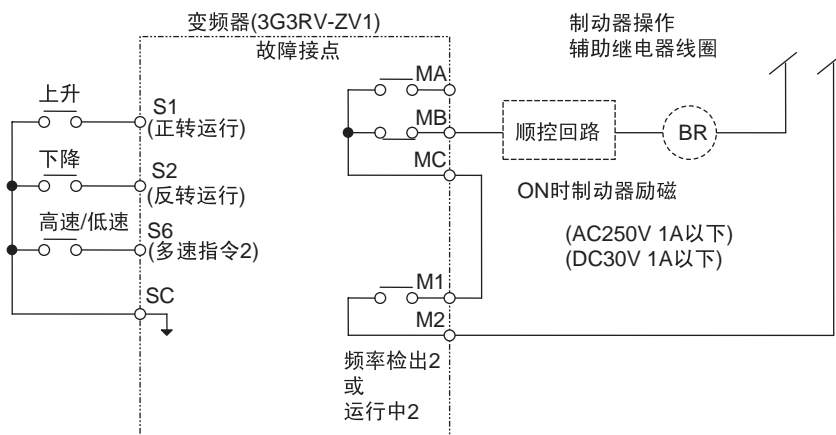 变频器(3G3RV-ZV1)
故障接点
制动器操作
辅助继电器线圈
上升
S1
(正转运行)
下降
S2
(反转运行)
高速/低速
S6
(多速指令2)
SC
MA
MB
MC
顺控回路
BR
ON时制动器励磁
(AC250V 1A以下)
(DC30V 1A以下)
M1
M2
频率检出2
或
运行中2